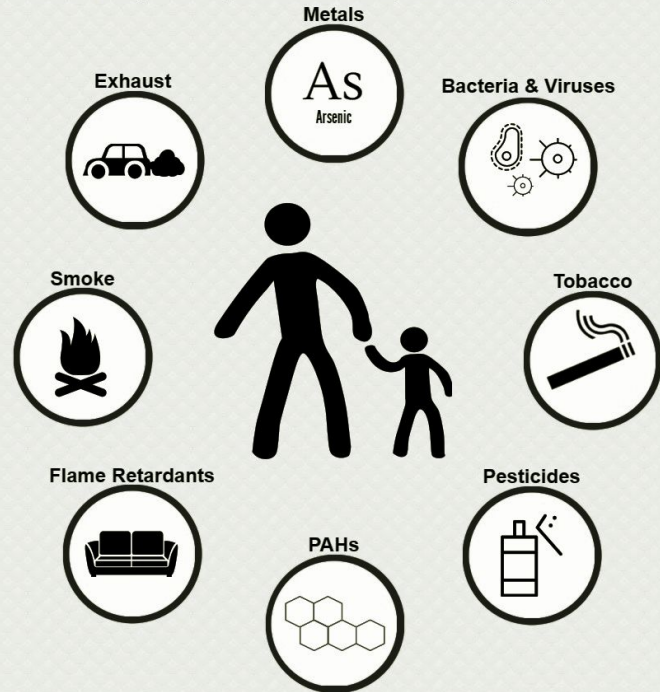 Metals
As
Arsenic
Exhaust
Bacteria & Viruses
Smoke
Tobacco
Flame Retardants
Pesticides
PAHs